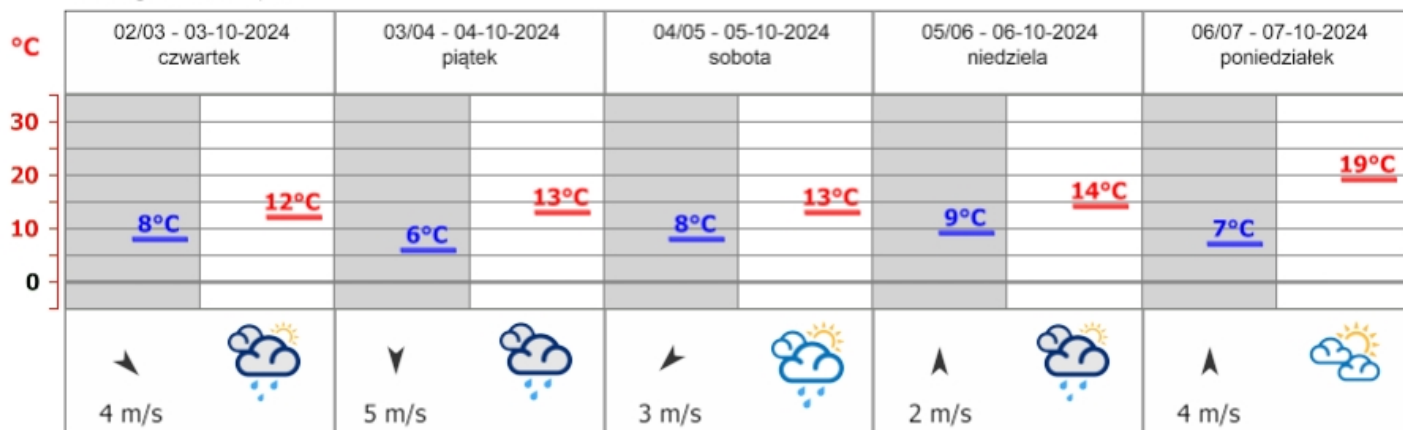 02/03 - 03-10-2024
czwartek
03/04 - 04-10-2024
piątek
04/05 - 05-10-2024
sobota
05/06 - 06-10-2024
niedziela
06/07 - 07-10-2024
poniedziałek
°C
30
20
10
0
8°C
12°C
6°C
13°C
8°C
13°C
9°C
14°C
7°C
19°C
4 m/s
5 m/s
3 m/s
2 m/s
4 m/s